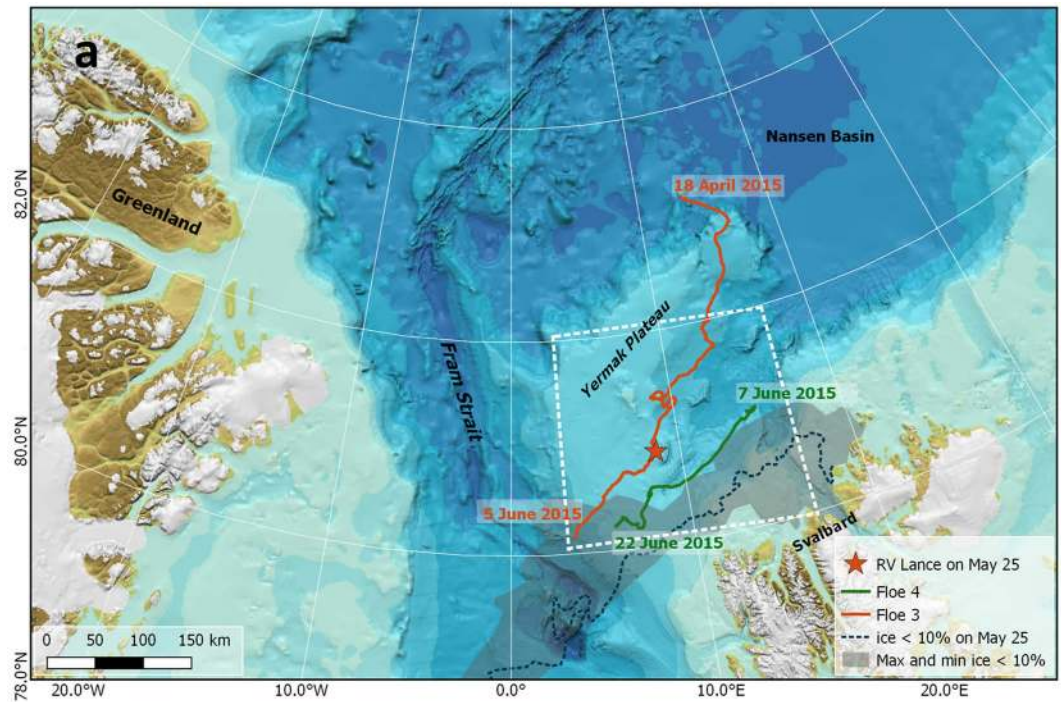 a
Nansen Basin
18 April 2015
82.0°N
Greenland
Yermak Plateau
Fram Strait
7 June 2015
80.0°N
5 June 2015
22 June 2015
Svalbard
RV Lance on May 25
Floe 4
Floe 3
ice < 10% on May 25
Max and min ice < 10%
0 50 100 150 km
78.0°N
20.0°W 10.0°W 0.0° 10.0°E 20.0°E